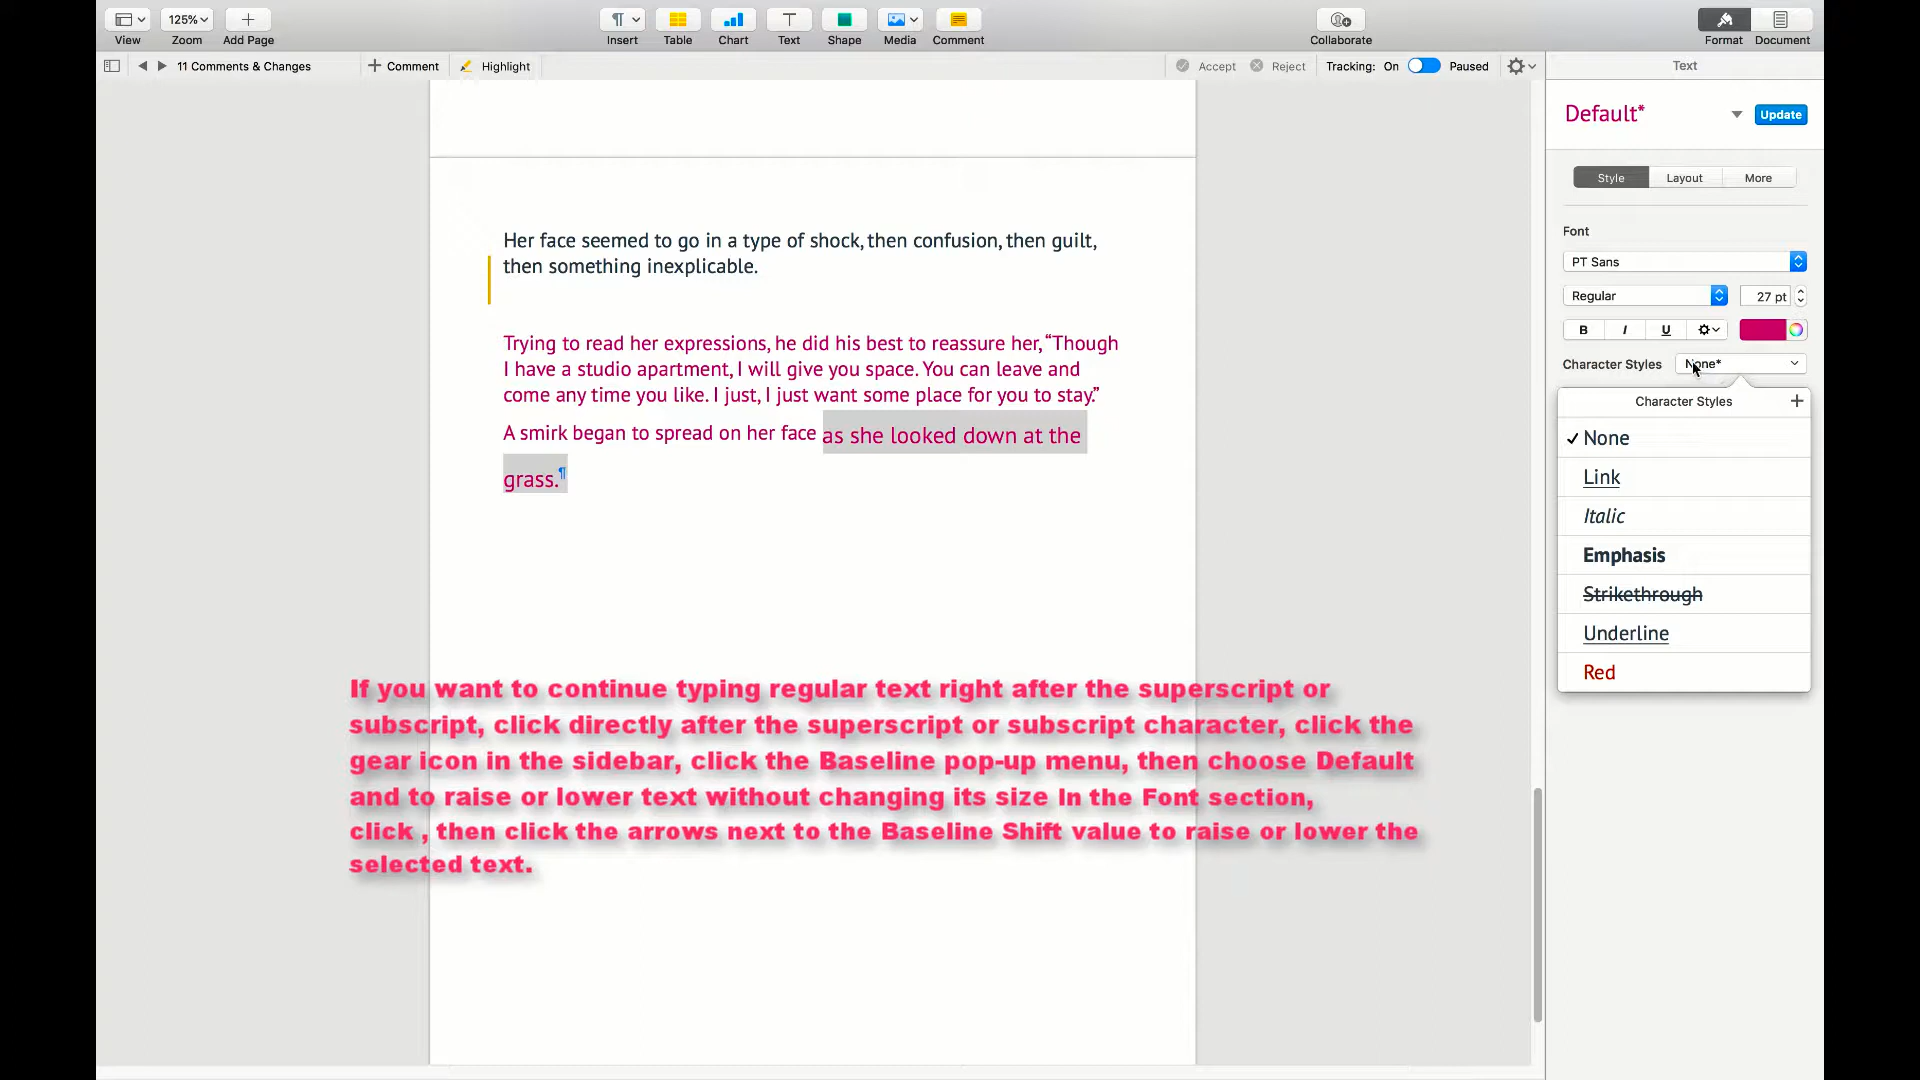 125%
View
Zoom
Add Page
Insert
Table
Chart
Text
Shape
Media
Comment
Collaborate
Format
Document
11 Comments & Changes
Comment
Highlight
Accept
Reject
Tracking: On
Paused
Text
Default*
Update
Style
Layout
More
Font
PT Sans
Regular
27 pt
B I U
Character Styles
None*
Character Styles
None
Link
Italic
Emphasis
Strikethrough
Underline
Red
Her face seemed to go in a type of shock, then confusion, then guilt,
then something inexplicable.
Trying to read her expressions, he did his best to reassure her, “Though
I have a studio apartment, I will give you space. You can leave and
come any time you like. I just, I just want some place for you to stay.”
A smirk began to spread on her face as she looked down at the
grass.¶
If you want to continue typing regular text right after the superscript or
subscript, click directly after the superscript or subscript character, click the
gear icon in the sidebar, click the Baseline pop-up menu, then choose Default
and to raise or lower text without changing its size In the Font section,
click , then click the arrows next to the Baseline Shift value to raise or lower the
selected text.